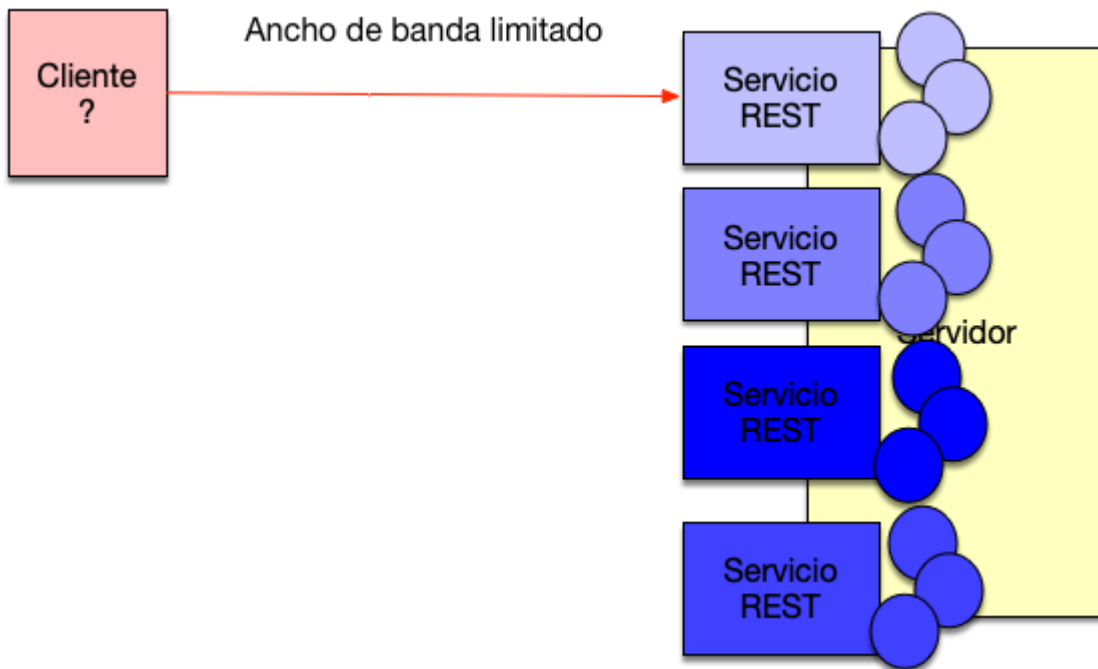 Ancho de banda limitado
Cliente
?
Servicio
REST
Servicio
REST
Servidor
Servicio
REST
Servicio
REST